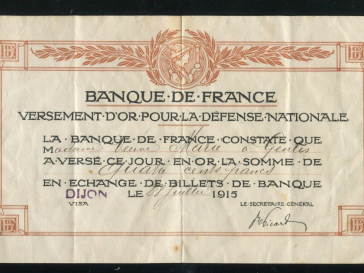 BANQUE·DE·FRANCE
VERSEMENT·D'OR·POUR·LA·DÉFENSE·NATIONALE
LA·BANQUE·DE·FRANCE·CONSTATE·QUE
Madame Veuve à
A·VERSÉ·CE·JOUR·EN·OR·LA·SOMME·DE
cents francs
EN·ECHANGE·DE·BILLETS·DE·BANQUE
DIJON LE Juillet 1915
VISA LE SECRÉTAIRE·GÉNÉRAL